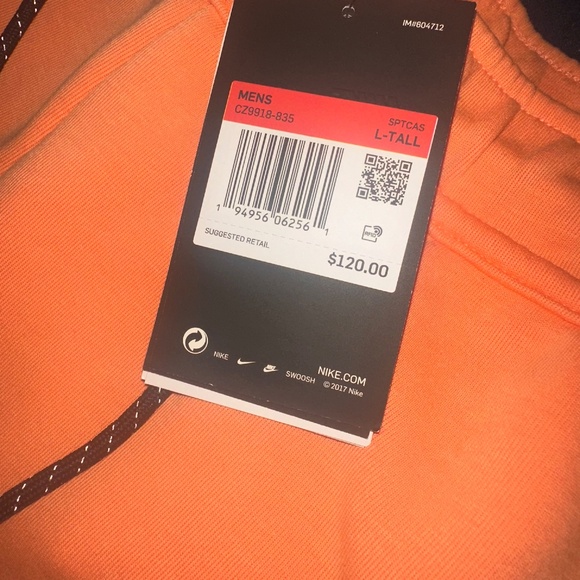 IM#604712
MENS
CZ9918-835
SPTCAS
L-TALL
1 94956 06256 1
RFID
SUGGESTED RETAIL
$120.00
NIKE
SWOOSH
NIKE.COM
© 2017 Nike